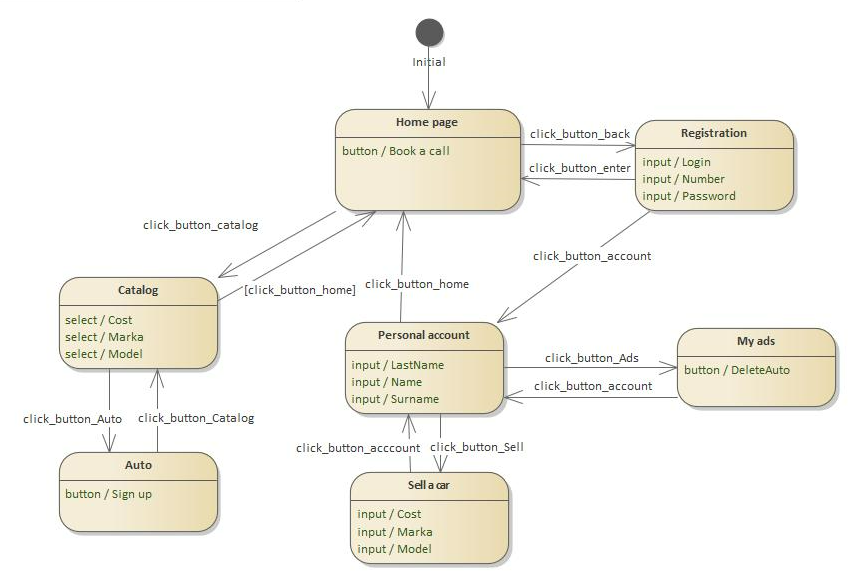 Initial
Home page
button / Book a call
click_button_back
click_button_enter
Registration
input / Login
input / Number
input / Password
click_button_catalog
[click_button_home]
click_button_home
click_button_account
Catalog
select / Cost
select / Marka
select / Model
Personal account
input / LastName
input / Name
input / Surname
click_button_Ads
click_button_account
My ads
button / DeleteAuto
click_button_Auto
click_button_Catalog
click_button_acccount
click_button_Sell
Auto
button / Sign up
Sell a car
input / Cost
input / Marka
input / Model